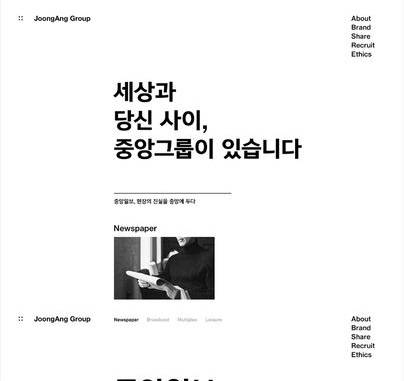 JoongAng Group
About
Brand
Share
Recruit
Ethics
세상과
당신 사이,
중앙그룹이 있습니다
중앙일보, 현장의 진실을 중앙에 두다
Newspaper
JoongAng Group
Newspaper Broadcast Multiplex Leisure
About
Brand
Share
Recruit
Ethics